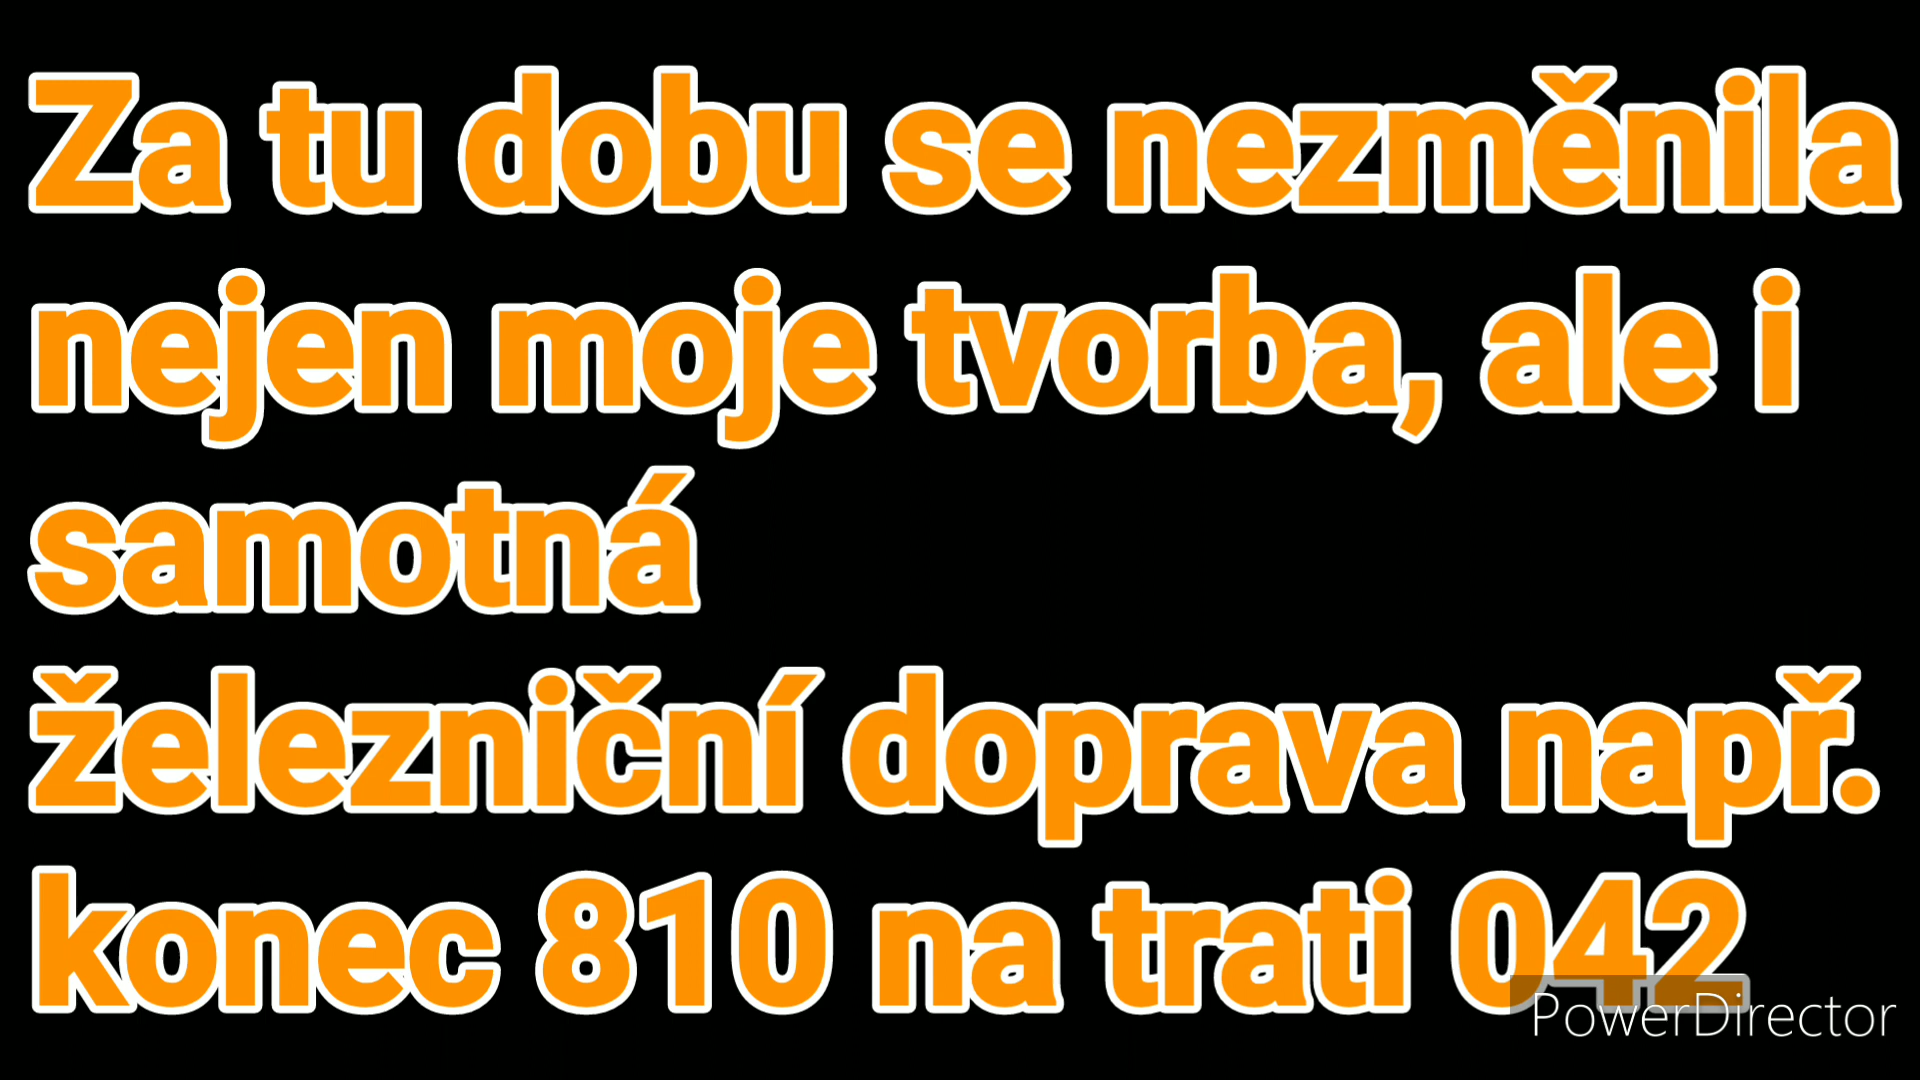 Za tu dobu se nezměnila
nejen moje tvorba, ale i
samotná
železniční doprava např.
konec 810 na trati 042
PowerDirector